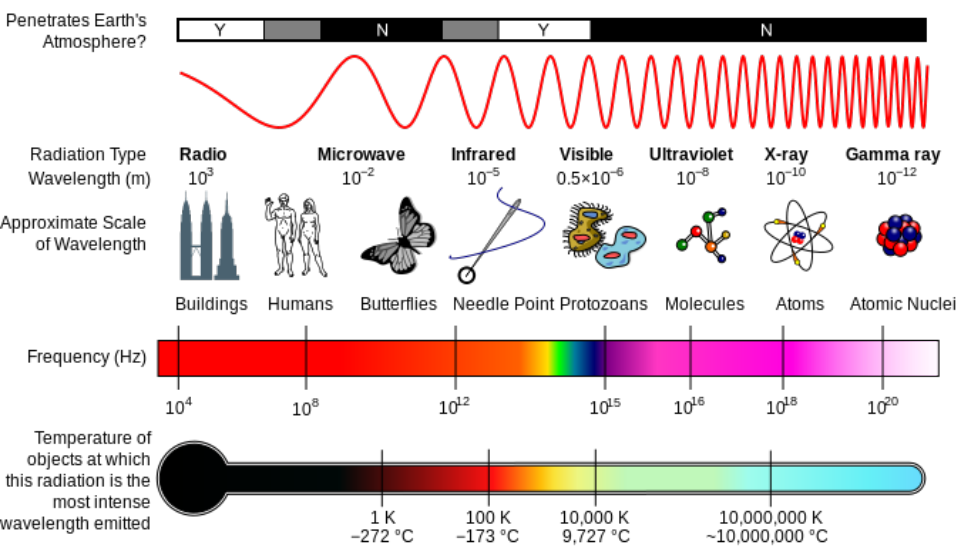 Penetrates Earth's
Atmosphere?
Y N Y N
Radiation Type Radio Microwave Infrared Visible Ultraviolet X-ray Gamma ray
Wavelength (m) 10³ 10⁻² 10⁻⁵ 0.5×10⁻⁶ 10⁻⁸ 10⁻¹⁰ 10⁻¹²
Approximate Scale
of Wavelength
Buildings Humans Butterflies Needle Point Protozoans Molecules Atoms Atomic Nuclei
Frequency (Hz)
10⁴ 10⁸ 10¹² 10¹⁵ 10¹⁶ 10¹⁸ 10²⁰
Temperature of
objects at which
this radiation is the
most intense
wavelength emitted
1 K 100 K 10,000 K 10,000,000 K
−272 °C −173 °C 9,727 °C ~10,000,000 °C